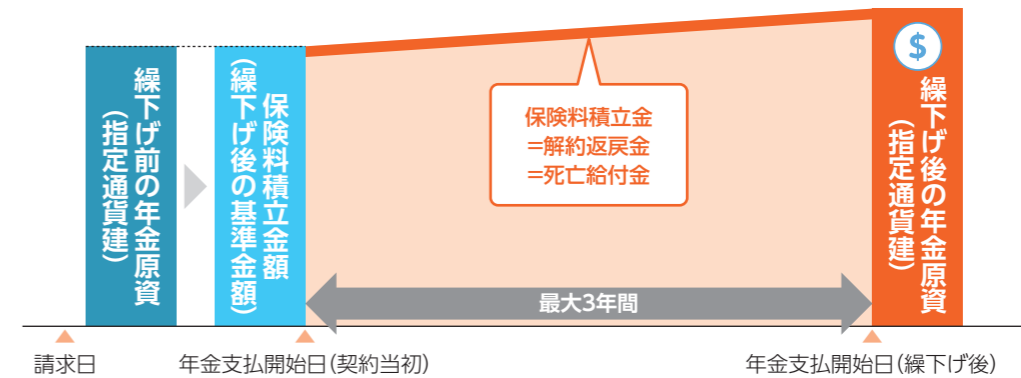 繰下げ前の年金原資
（指定通貨建）
保険料積立金額
（繰下げ後の基準金額）
保険料積立金
=解約返戻金
=死亡給付金
$
繰下げ後の年金原資
（指定通貨建）
最大3年間
請求日
年金支払開始日(契約当初)
年金支払開始日(繰下げ後)